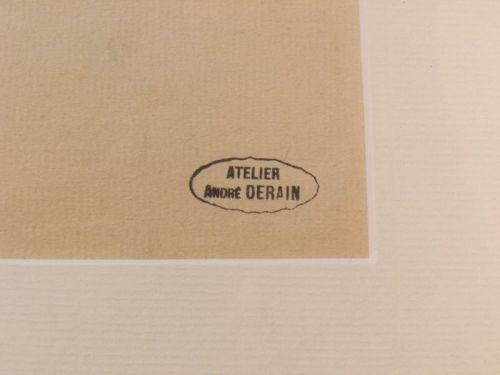 ATELIER
ANDRÉ DERAIN